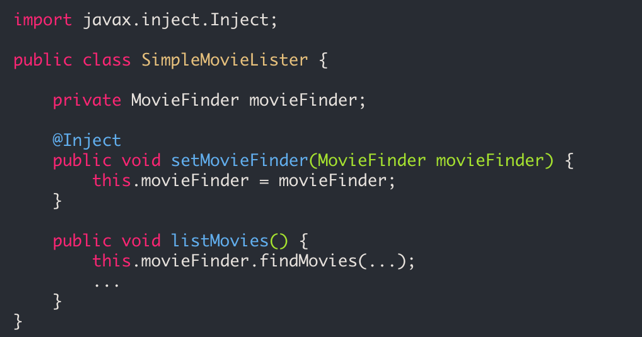 import javax.inject.Inject;
public class SimpleMovieLister {
private MovieFinder movieFinder;
@Inject
public void setMovieFinder(MovieFinder movieFinder) {
this.movieFinder = movieFinder;
}
public void listMovies() {
this.movieFinder.findMovies(...);
...
}
}